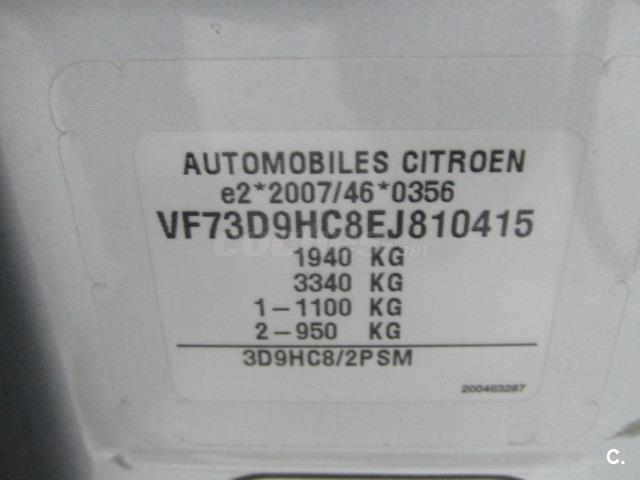 AUTOMOBILES CITROEN
e2*2007/46*0356
VF73D9HC8EJ810415
1940 KG
3340 KG
1-1100 KG
2-950 KG
3D9HC8/2PSM
200463287
C.